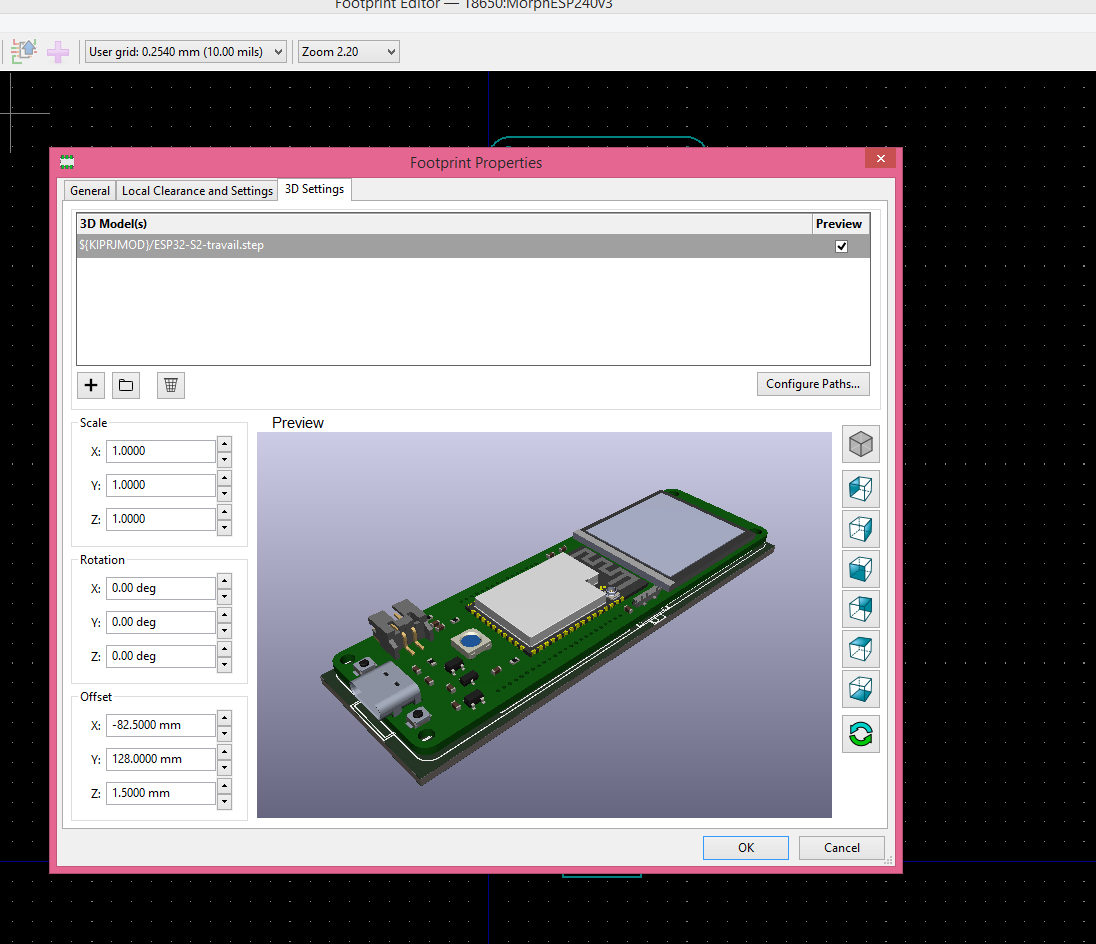 Footprint Editor — 18650:MorphESP240v3
User grid: 0.2540 mm (10.00 mils)
Zoom 2.20
Footprint Properties
General
Local Clearance and Settings
3D Settings
3D Model(s)
Preview
${KIPRJMOD}/ESP32-S2-travail.step
Configure Paths...
Scale
X:
1.0000
Y:
1.0000
Z:
1.0000
Rotation
X:
0.00 deg
Y:
0.00 deg
Z:
0.00 deg
Offset
X:
-82.5000 mm
Y:
128.0000 mm
Z:
1.5000 mm
Preview
OK
Cancel